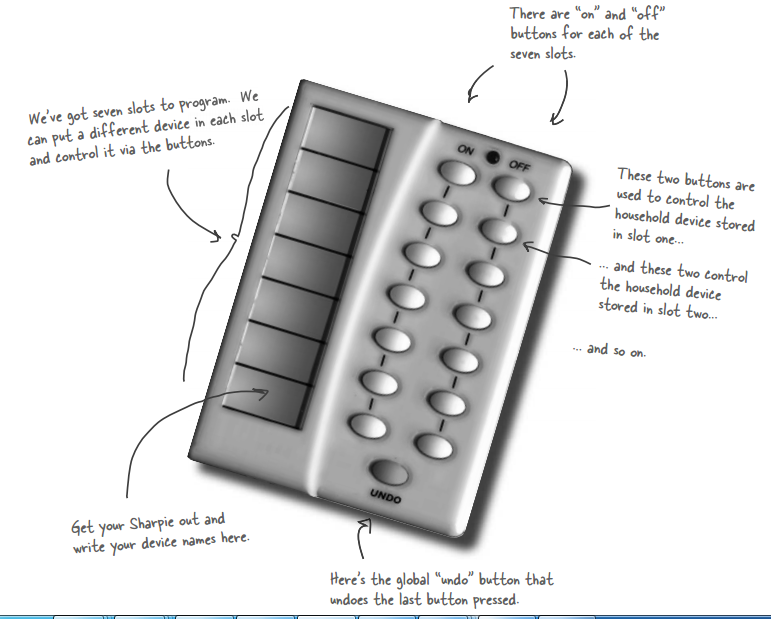 There are "on" and "off"
buttons for each of the
seven slots.
We've got seven slots to program. We
can put a different device in each slot
and control it via the buttons.
ON OFF
These two buttons are
used to control the
household device stored
in slot one...
... and these two control
the household device
stored in slot two...
... and so on.
UNDO
Get your Sharpie out and
write your device names here.
Here's the global "undo" button that
undoes the last button pressed.